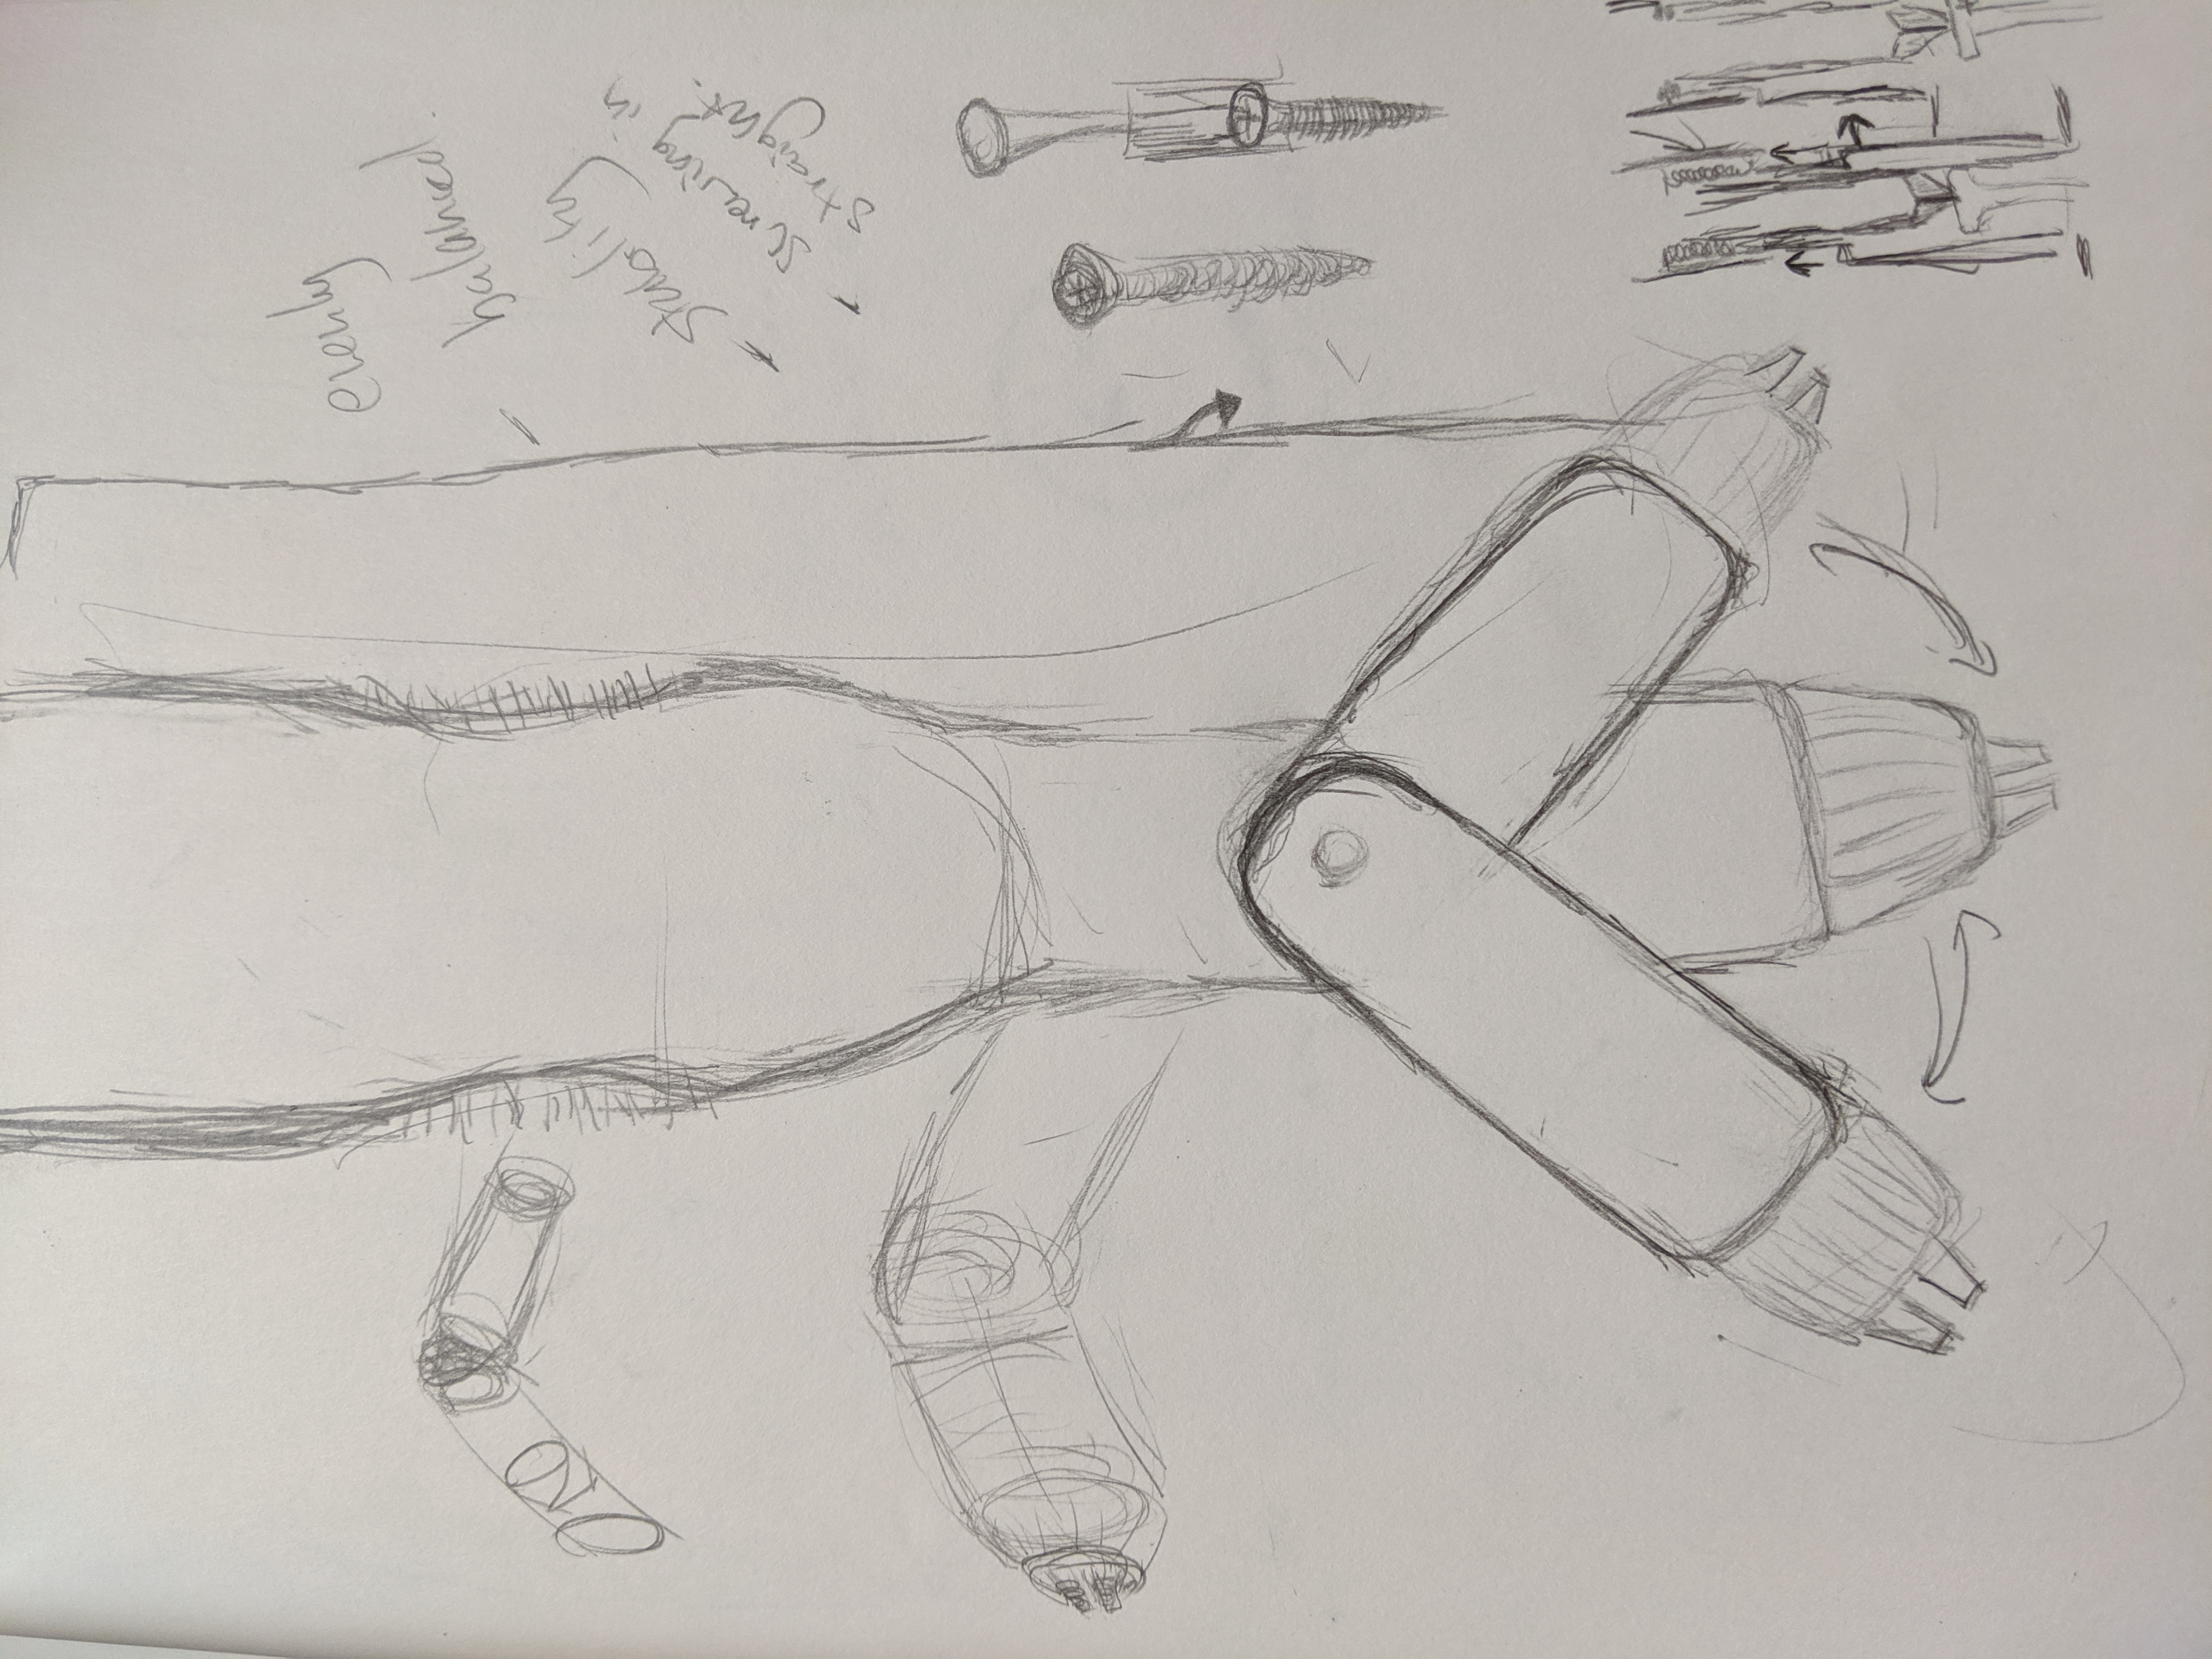 evenly
balanced.
- stability
- screwing in
straight.